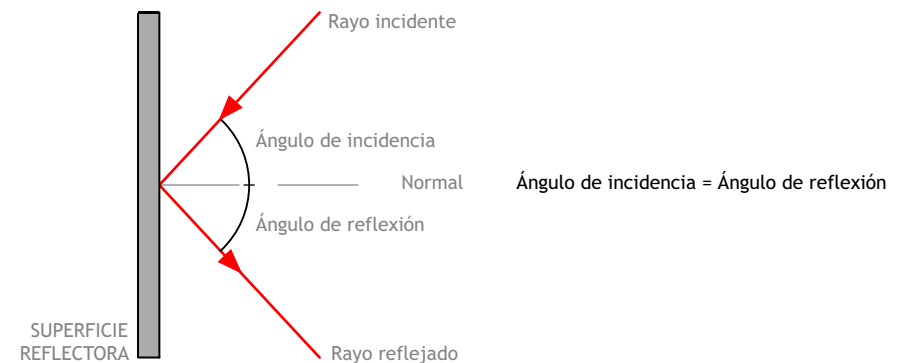 Rayo incidente
Ángulo de incidencia
Normal
Ángulo de incidencia = Ángulo de reflexión
Ángulo de reflexión
SUPERFICIE
REFLECTORA
Rayo reflejado